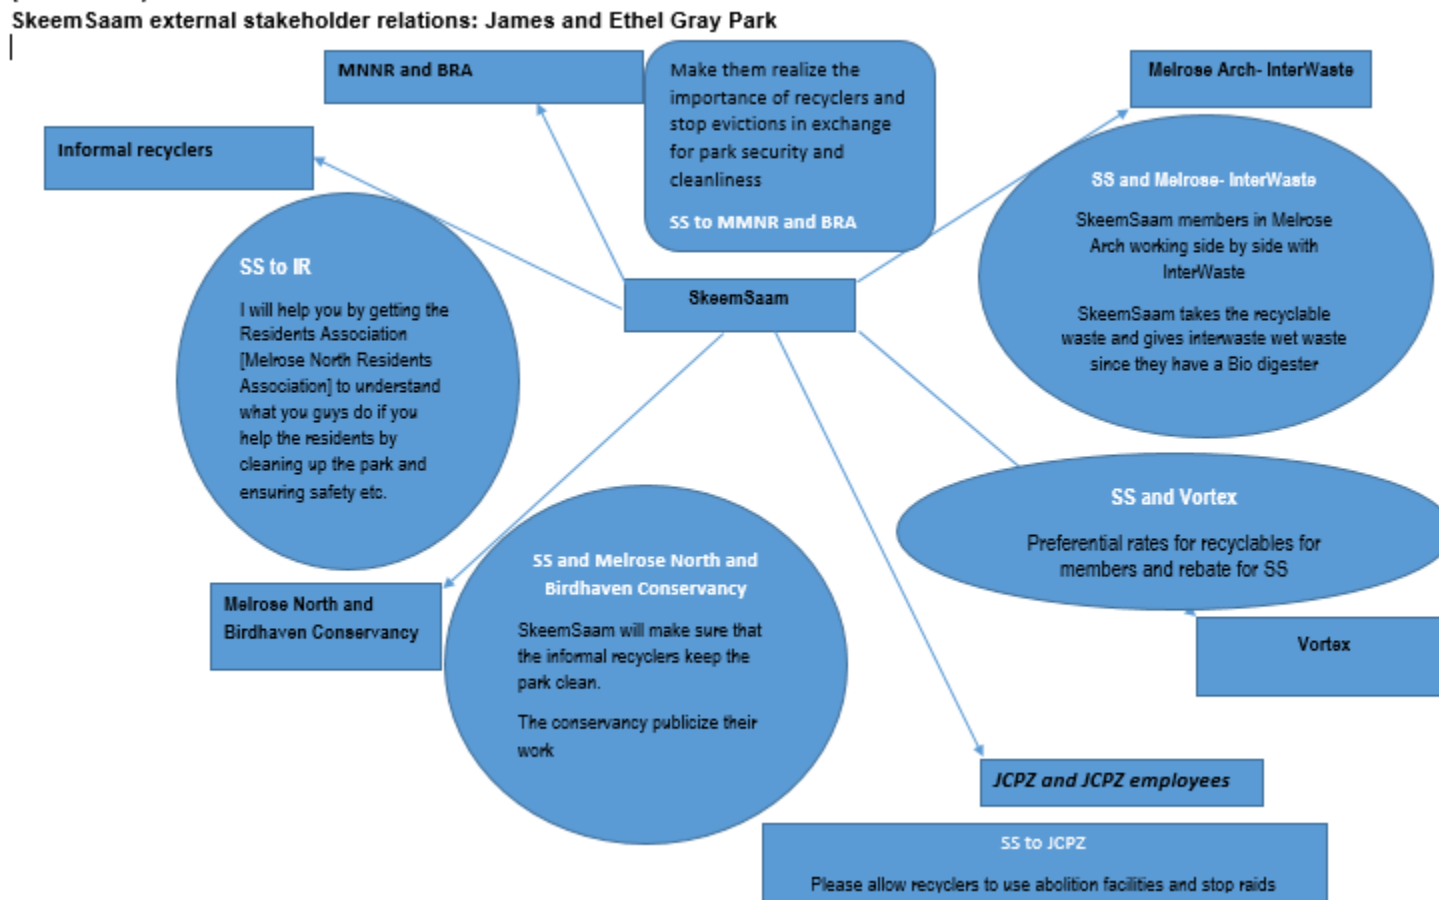 SkeemSaam external stakeholder relations: James and Ethel Gray Park
MNNR and BRA
Make them realize the
importance of recyclers and
stop evictions in exchange
for park security and
cleanliness
SS to MMNR and BRA
Melrose Arch- InterWaste
Informal recyclers
SS and Melrose- InterWaste
SkeemSaam members in Melrose
Arch working side by side with
InterWaste
SkeemSaam takes the recyclable
waste and gives interwaste wet waste
since they have a Bio digester
SS to IR
I will help you by getting the
Residents Association
[Melrose North Residents
Association] to understand
what you guys do if you
help the residents by
cleaning up the park and
ensuring safety etc.
SkeemSaam
SS and Vortex
Preferential rates for recyclables for
members and rebate for SS
SS and Melrose North and
Birdhaven Conservancy
SkeemSaam will make sure that
the informal recyclers keep the
park clean.
The conservancy publicize their
work
Melrose North and
Birdhaven Conservancy
Vortex
JCPZ and JCPZ employees
SS to JCPZ
Please allow recyclers to use abolition facilities and stop raids